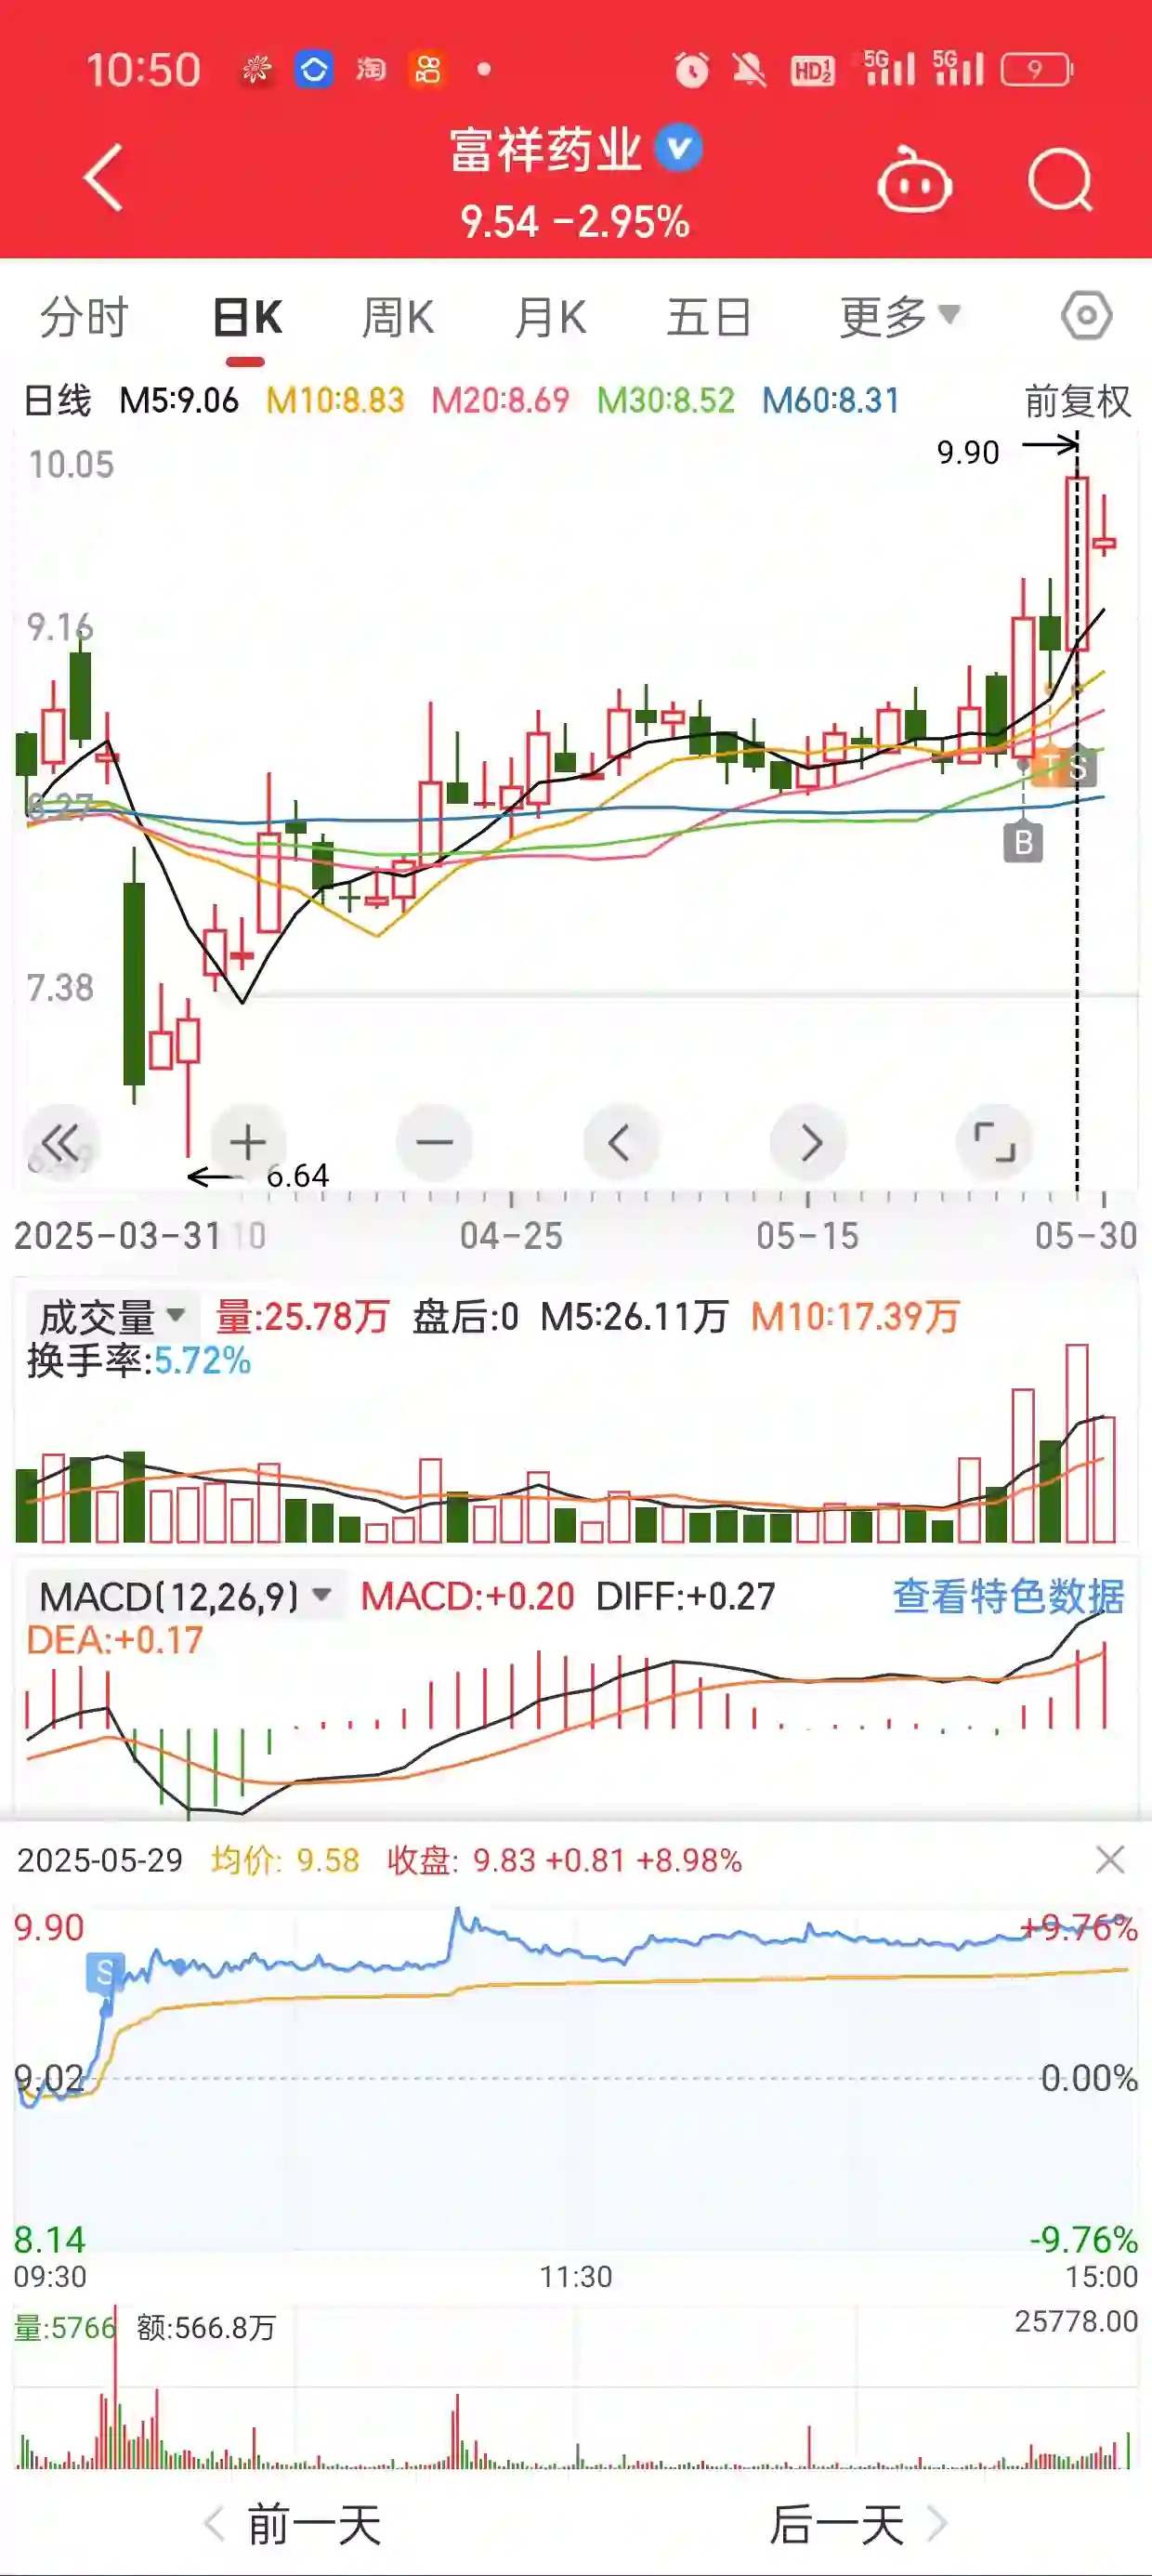 10:50 淘 HD1 2 5G 5G 9
富祥药业
9.54 -2.95%
分时 日K 周K 月K 五日 更多
日线 M5:9.06 M10:8.83 M20:8.69 M30:8.52 M60:8.31 前复权
10.05 9.90
9.16
8.27 T S
B
7.38
6.64
2025-03-31 10 04-25 05-15 05-30
成交量 量:25.78万 盘后:0 M5:26.11万 M10:17.39万
换手率:5.72%
MACD(12,26,9) MACD:+0.20 DIFF:+0.27 查看特色数据
DEA:+0.17
2025-05-29 均价: 9.58 收盘: 9.83 +0.81 +8.98%
9.90 +9.76%
S
9.02 0.00%
8.14 -9.76%
09:30 11:30 15:00
量:5766 额:566.8万 25778.00
前一天 后一天